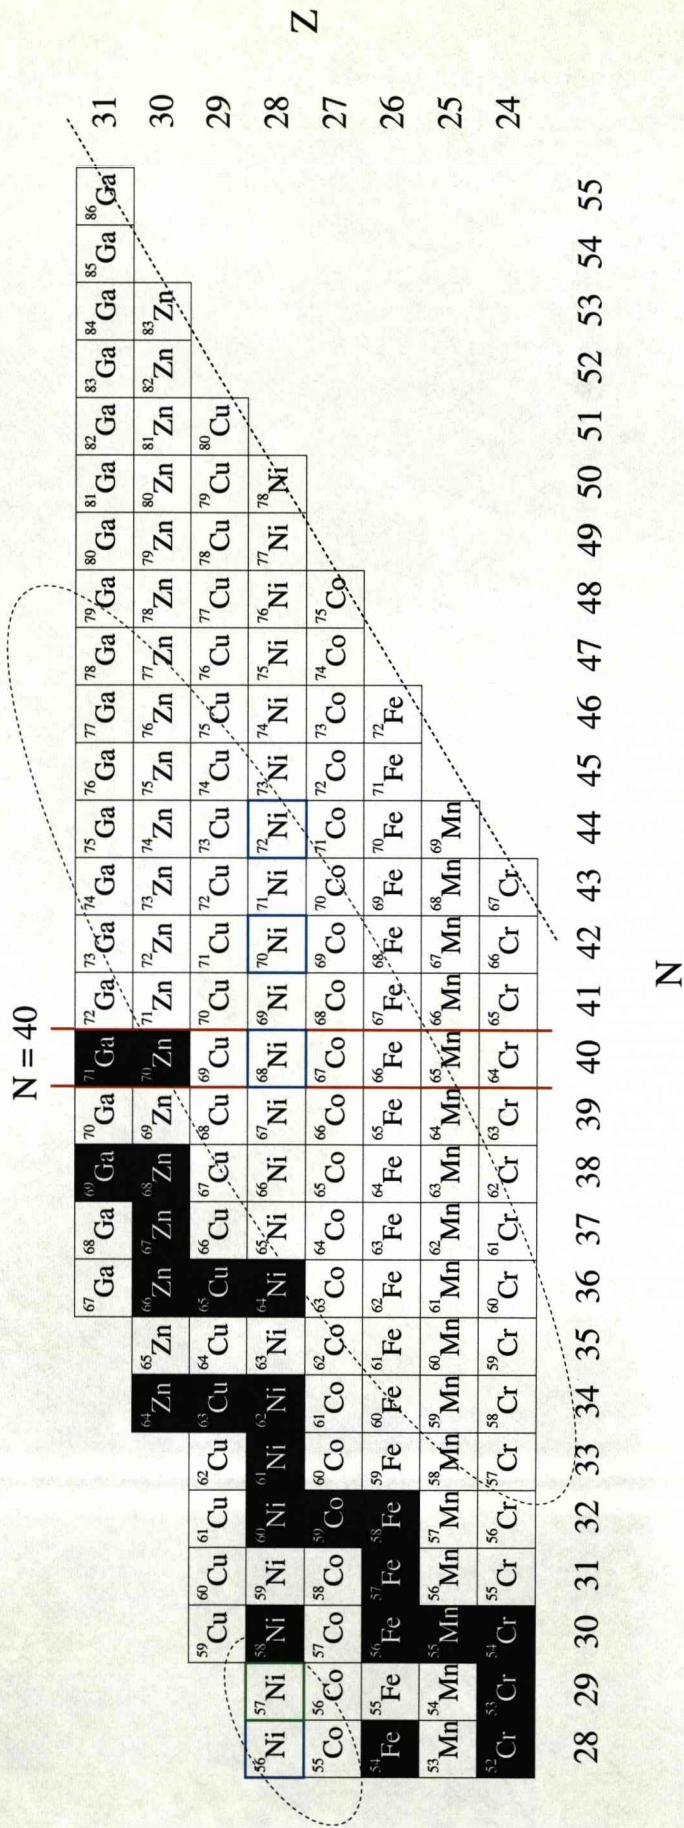 N = 40
Z
67Ga 68Ga 69Ga 70Ga 71Ga 72Ga 73Ga 74Ga 75Ga 76Ga 77Ga 78Ga 79Ga 80Ga 81Ga 82Ga 83Ga 84Ga 85Ga 86Ga 31
64Zn 65Zn 66Zn 67Zn 68Zn 69Zn 70Zn 71Zn 72Zn 73Zn 74Zn 75Zn 76Zn 77Zn 78Zn 79Zn 80Zn 81Zn 82Zn 83Zn 30
59Cu 60Cu 61Cu 62Cu 63Cu 64Cu 65Cu 66Cu 67Cu 68Cu 69Cu 70Cu 71Cu 72Cu 73Cu 74Cu 75Cu 76Cu 77Cu 78Cu 79Cu 80Cu 29
56Ni 57Ni 58Ni 59Ni 60Ni 61Ni 62Ni 63Ni 64Ni 65Ni 66Ni 67Ni 68Ni 69Ni 70Ni 71Ni 72Ni 73Ni 74Ni 75Ni 76Ni 77Ni 78Ni 28
55Co 56Co 57Co 58Co 59Co 60Co 61Co 62Co 63Co 64Co 65Co 66Co 67Co 68Co 69Co 70Co 71Co 72Co 73Co 74Co 75Co 27
54Fe 55Fe 56Fe 57Fe 58Fe 59Fe 60Fe 61Fe 62Fe 63Fe 64Fe 65Fe 66Fe 67Fe 68Fe 69Fe 70Fe 71Fe 72Fe 26
53Mn 54Mn 55Mn 56Mn 57Mn 58Mn 59Mn 60Mn 61Mn 62Mn 63Mn 64Mn 65Mn 66Mn 67Mn 68Mn 69Mn 25
52Cr 53Cr 54Cr 55Cr 56Cr 57Cr 58Cr 59Cr 60Cr 61Cr 62Cr 63Cr 64Cr 65Cr 66Cr 67Cr 24
28 29 30 31 32 33 34 35 36 37 38 39 40 41 42 43 44 45 46 47 48 49 50 51 52 53 54 55
N